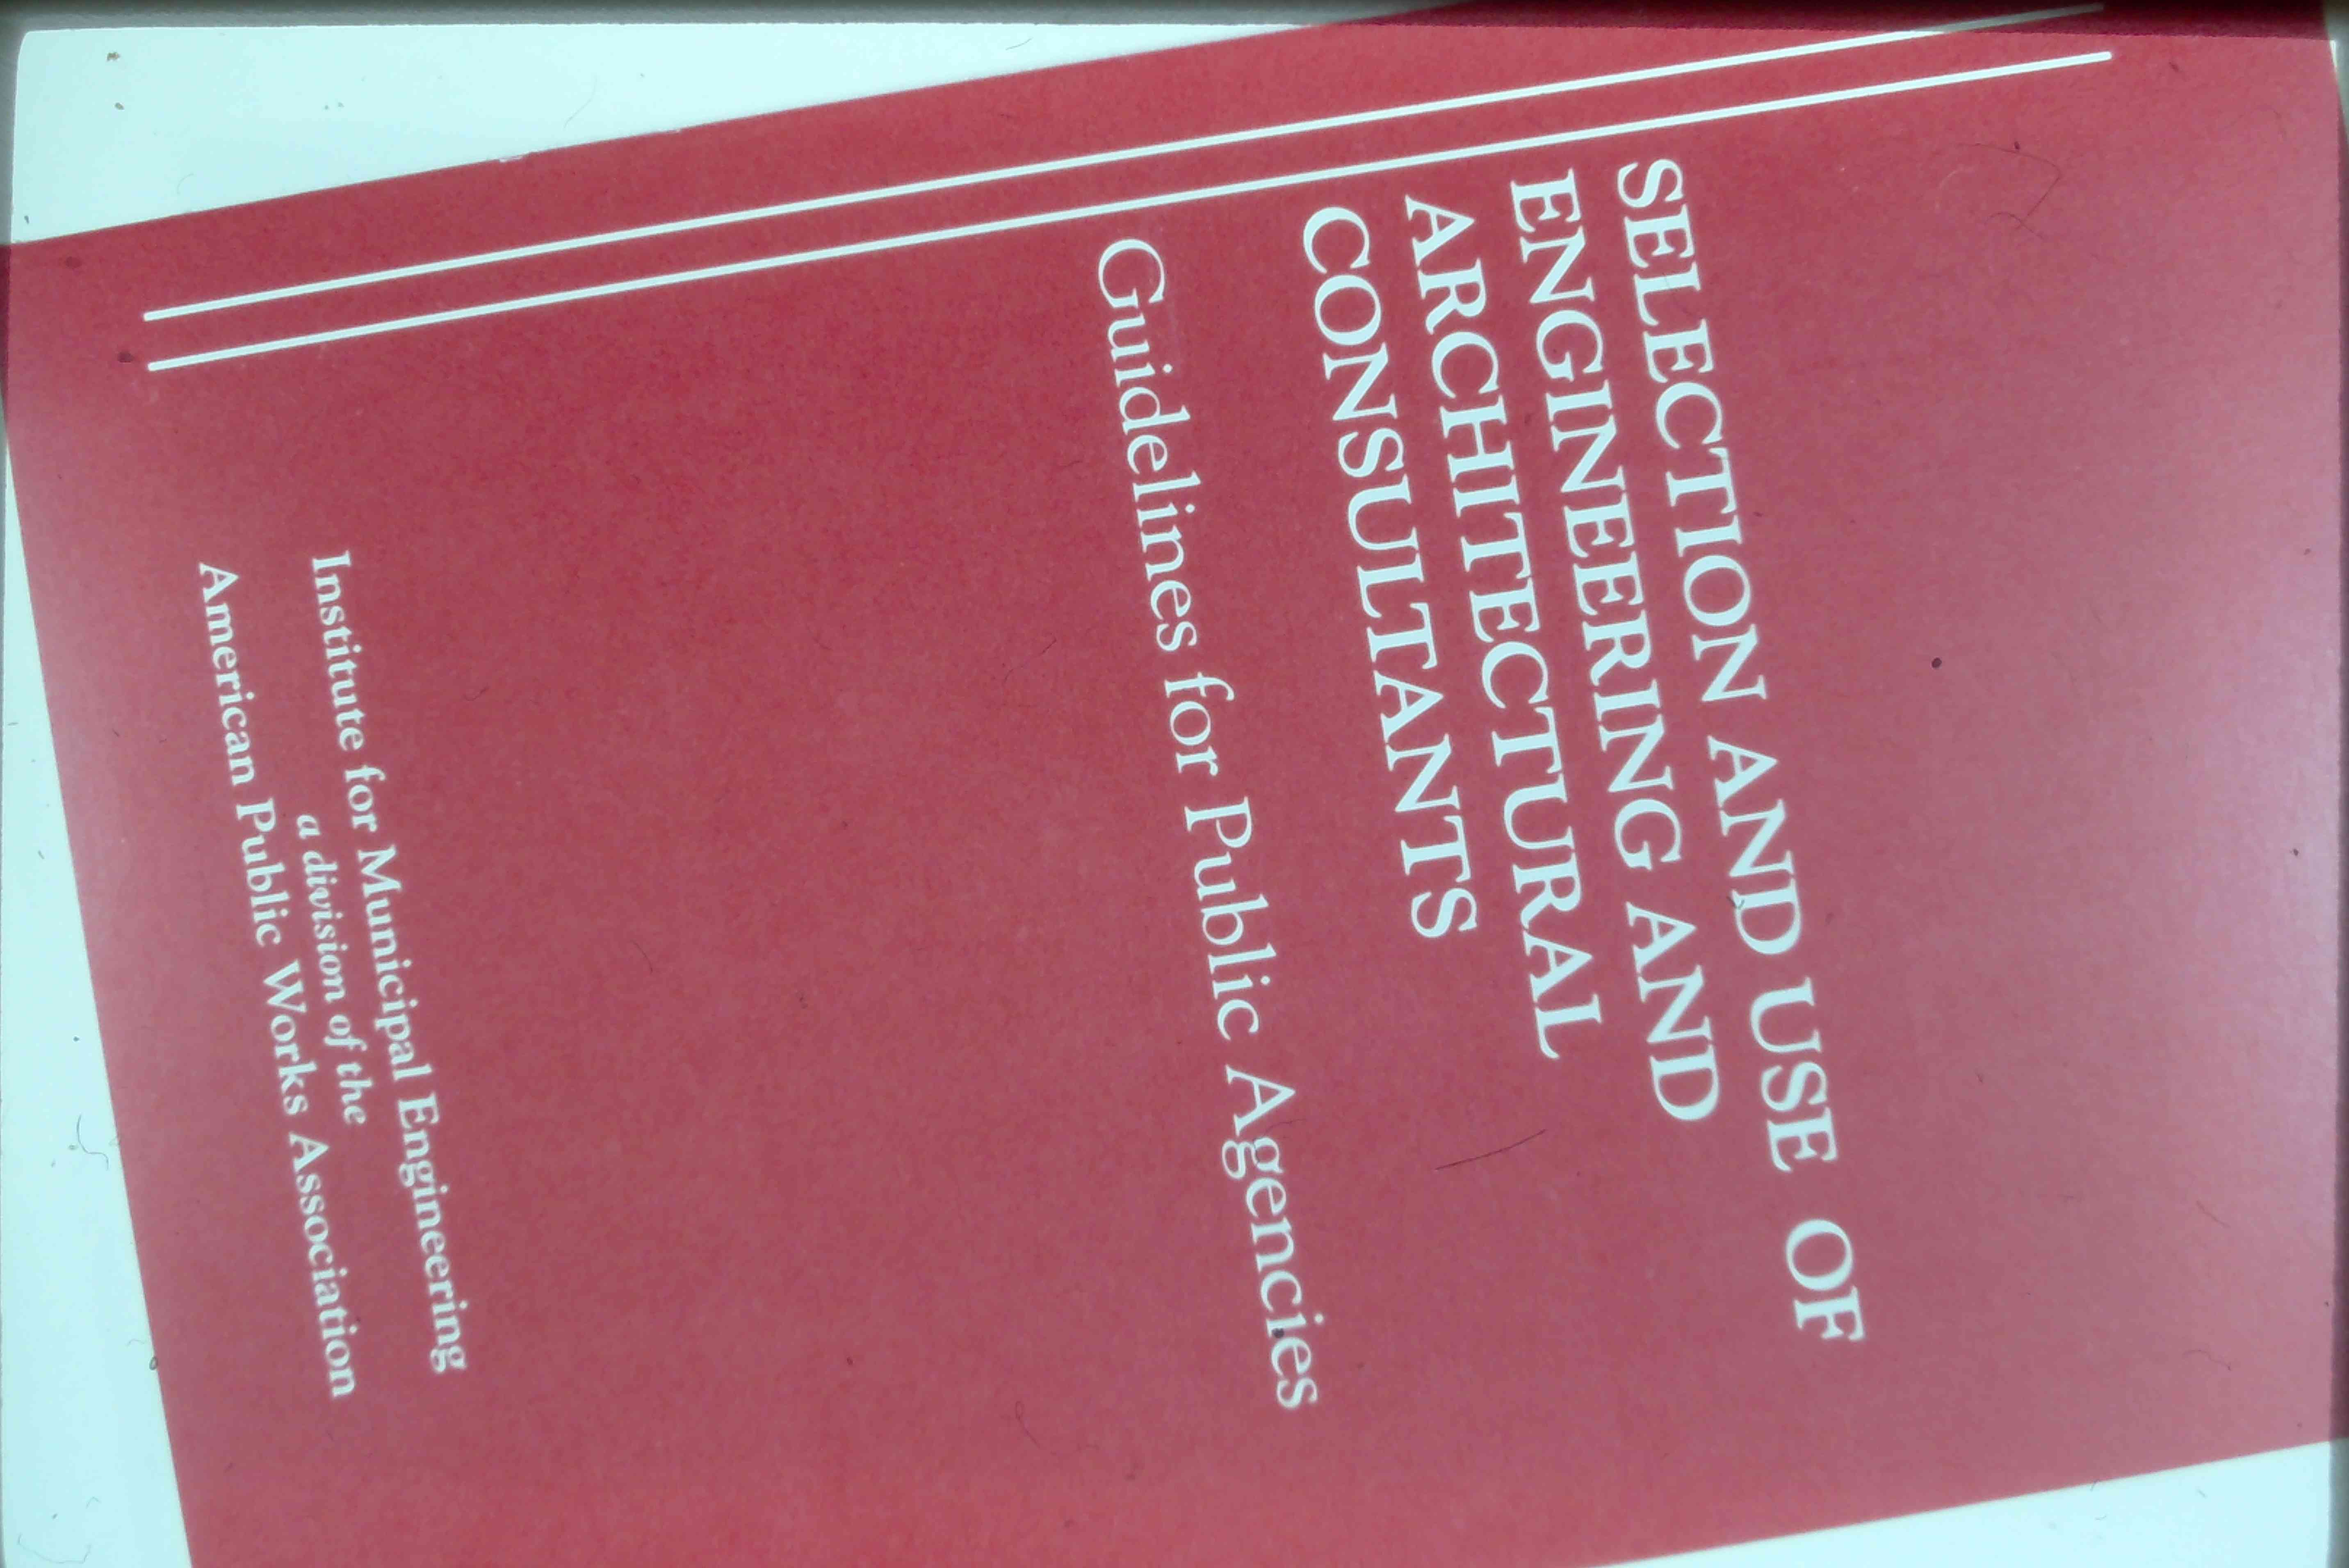 SELECTION AND USE OF
ENGINEERING AND
ARCHITECTURAL
CONSULTANTS
Guidelines for Public Agencies
Institute for Municipal Engineering
a division of the
American Public Works Association